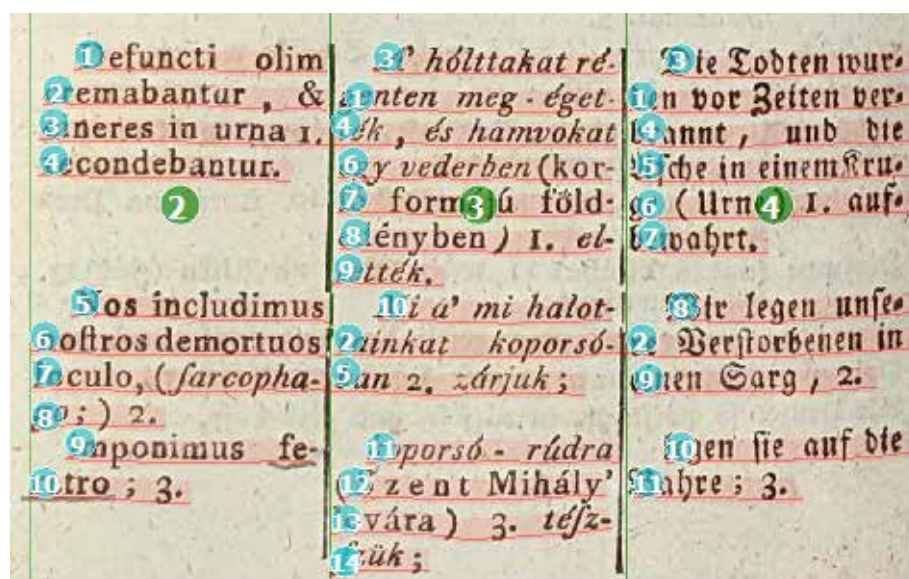 Defuncti olim
cremabantur , &
cineres in urna 1.
recondebantur.
Nos includimus
noſtros demortuos
loculo, (ſarcopha-
go ; ) 2.
Imponimus fe-
retro ; 3.
A' hólttakat ré-
genten meg - éget-
ték , és hamvokat
egy vederben (kor-
só formájú föld-
edényben ) 1. el-
tették.
Mi a' mi halot-
tainkat koporsó-
ban 2. zárjuk ;
koporsó - rúdra
(Szent Mihály'
lovára ) 3. téſz-
ſzük ;
Die Todten wur-
den vor Zeiten ver-
brannt , und die
Aſche in einem Kru-
ge ( Urne ) 1. auf-
bewahrt.
Wir legen unſe-
re Verſtorbenen in
einen Sarg , 2.
legen ſie auf die
Bahre ; 3.